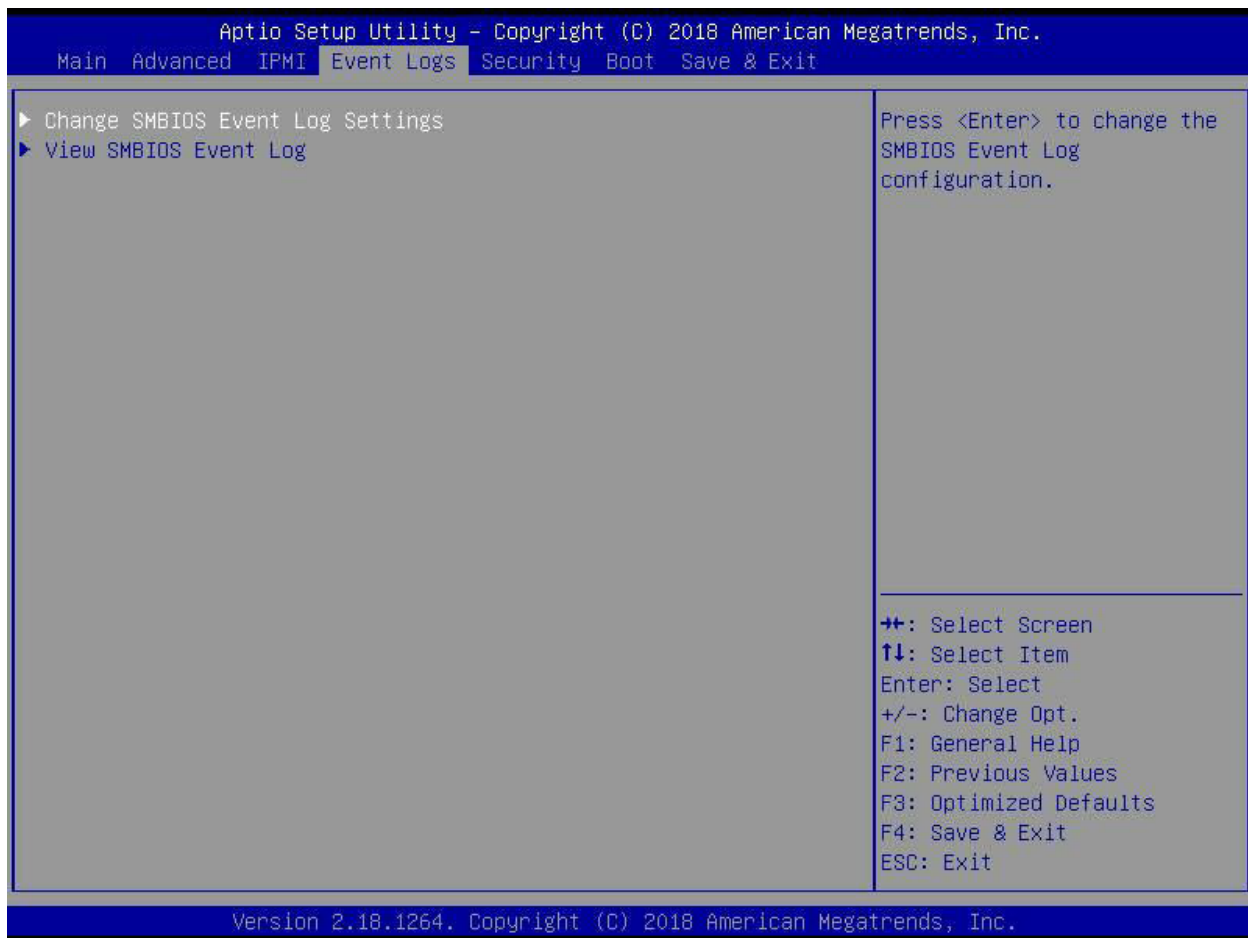 Aptio Setup Utility – Copyright (C) 2018 American Megatrends, Inc.
Main Advanced IPMI Event Logs Security Boot Save & Exit
▶ Change SMBIOS Event Log Settings
▶ View SMBIOS Event Log
Press <Enter> to change the
SMBIOS Event Log
configuration.
→←: Select Screen
↑↓: Select Item
Enter: Select
+/-: Change Opt.
F1: General Help
F2: Previous Values
F3: Optimized Defaults
F4: Save & Exit
ESC: Exit
Version 2.18.1264. Copyright (C) 2018 American Megatrends, Inc.